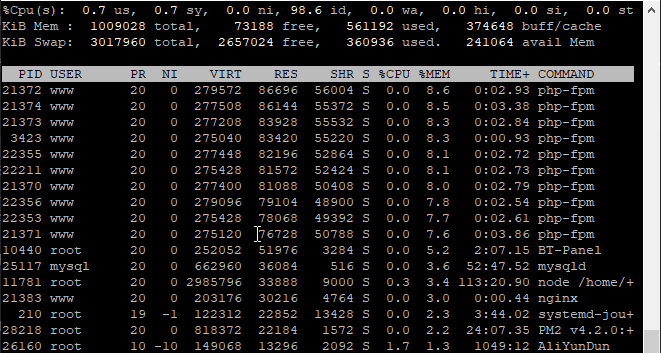 %Cpu(s):  0.7 us,  0.7 sy,  0.0 ni, 98.6 id,  0.0 wa,  0.0 hi,  0.0 si,  0.0 st
KiB Mem :  1009028 total,    73188 free,   561192 used,   374648 buff/cache
KiB Swap:  3017960 total,  2657024 free,   360936 used.   241064 avail Mem
PID USER      PR  NI    VIRT    RES    SHR S %CPU %MEM     TIME+ COMMAND
21372 www       20   0  279572  86696  56004 S  0.0  8.6   0:02.93 php-fpm
21374 www       20   0  277508  86144  55372 S  0.0  8.5   0:03.38 php-fpm
21373 www       20   0  277208  83928  55532 S  0.0  8.3   0:02.84 php-fpm
3423 www       20   0  275040  83420  55220 S  0.0  8.3   0:00.93 php-fpm
22355 www       20   0  277448  82196  52864 S  0.0  8.1   0:02.72 php-fpm
22211 www       20   0  275428  81572  52424 S  0.0  8.1   0:02.73 php-fpm
21370 www       20   0  277400  81088  50408 S  0.0  8.0   0:02.79 php-fpm
22356 www       20   0  279096  79104  48900 S  0.0  7.8   0:02.54 php-fpm
22353 www       20   0  275428  78068  49392 S  0.0  7.7   0:02.61 php-fpm
21371 www       20   0  275120  76728  50788 S  0.0  7.6   0:03.86 php-fpm
10440 root      20   0  252052  51976   3284 S  0.0  5.2   2:07.15 BT-Panel
25117 mysql     20   0  662960  36084    516 S  0.0  3.6  52:47.52 mysqld
11781 root      20   0 2985796  33888   9000 S  0.3  3.4 113:20.90 node /home/+
21383 www       20   0  203176  30216   4764 S  0.0  3.0   0:00.44 nginx
210 root      19  -1  122312  22852  13428 S  0.0  2.3   3:44.02 systemd-jou+
28218 root      20   0  818372  22184   1572 S  0.0  2.2  24:07.35 PM2 v4.2.0:+
26160 root      10 -10  149068  13296   2092 S  1.7  1.3   1049:12 AliYunDun